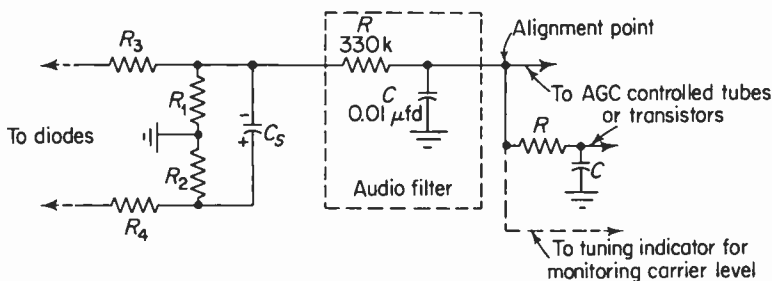 R3
To diodes
R1
R2
R4
-
+
CS
R
330k
C
0.01 μfd
Audio filter
Alignment point
To AGC controlled tubes
or transistors
R
C
To tuning indicator for
monitoring carrier level